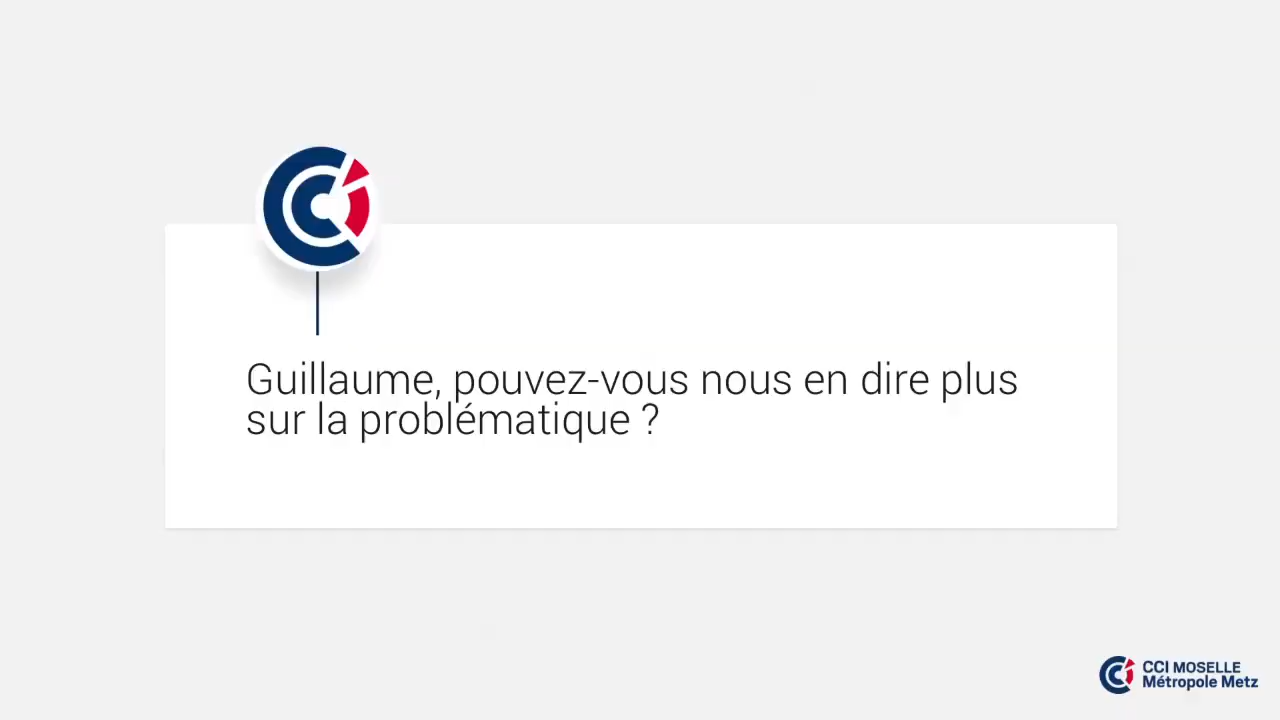 Guillaume, pouvez-vous nous en dire plus
sur la problématique ?
CCI MOSELLE
Métropole Metz